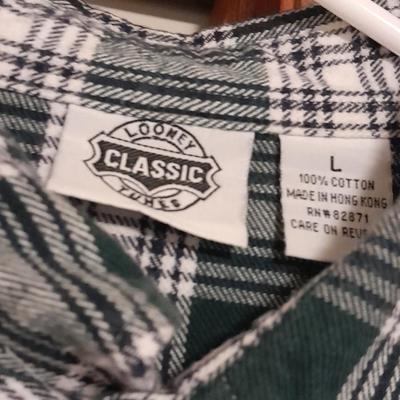 LOONEY
CLASSIC
TUNES
L
100% COTTON
MADE IN HONG KONG
RN# 82871
CARE ON REV